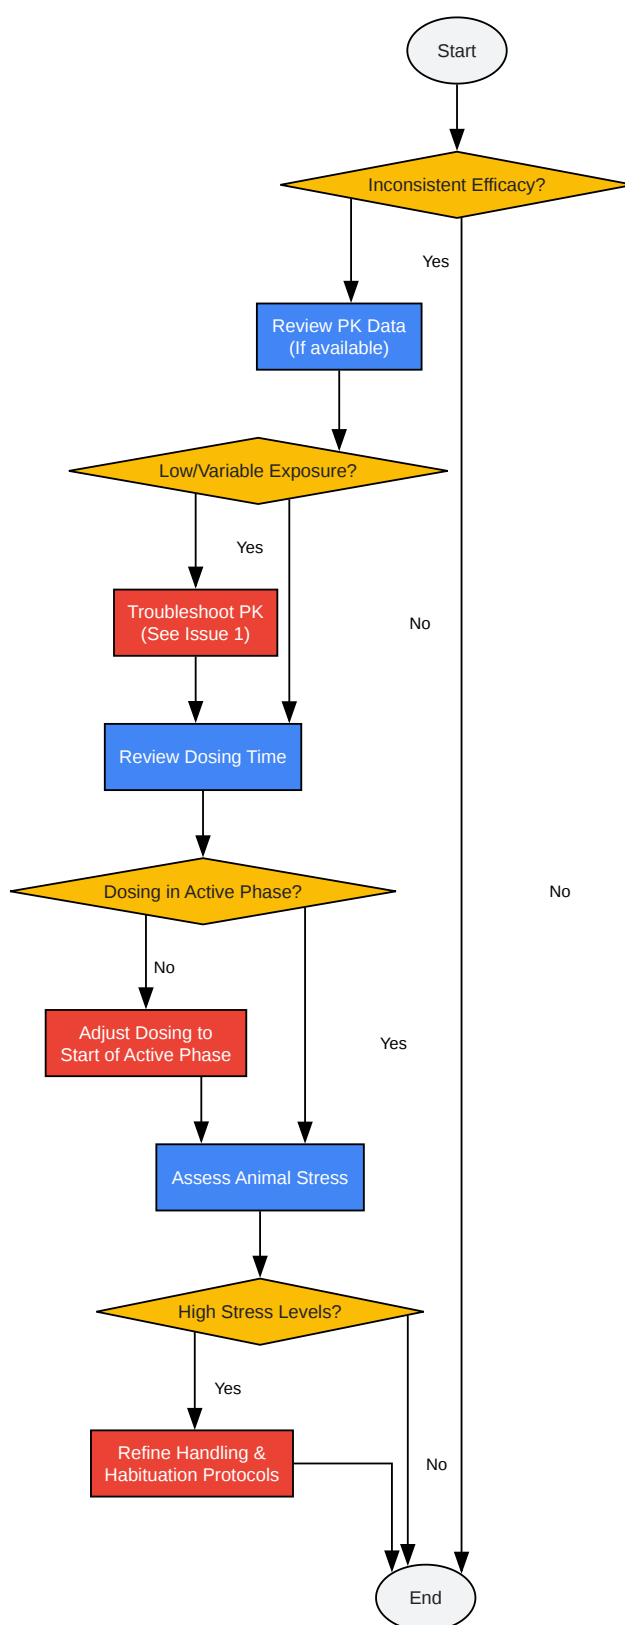 Start
Inconsistent Efficacy?
Yes
Review PK Data
(If available)
Low/Variable Exposure?
Yes
Troubleshoot PK
(See Issue 1)
No
Review Dosing Time
Dosing in Active Phase?
No
No
Adjust Dosing to
Start of Active Phase
Yes
Assess Animal Stress
High Stress Levels?
Yes
Refine Handling &
Habituation Protocols
No
End